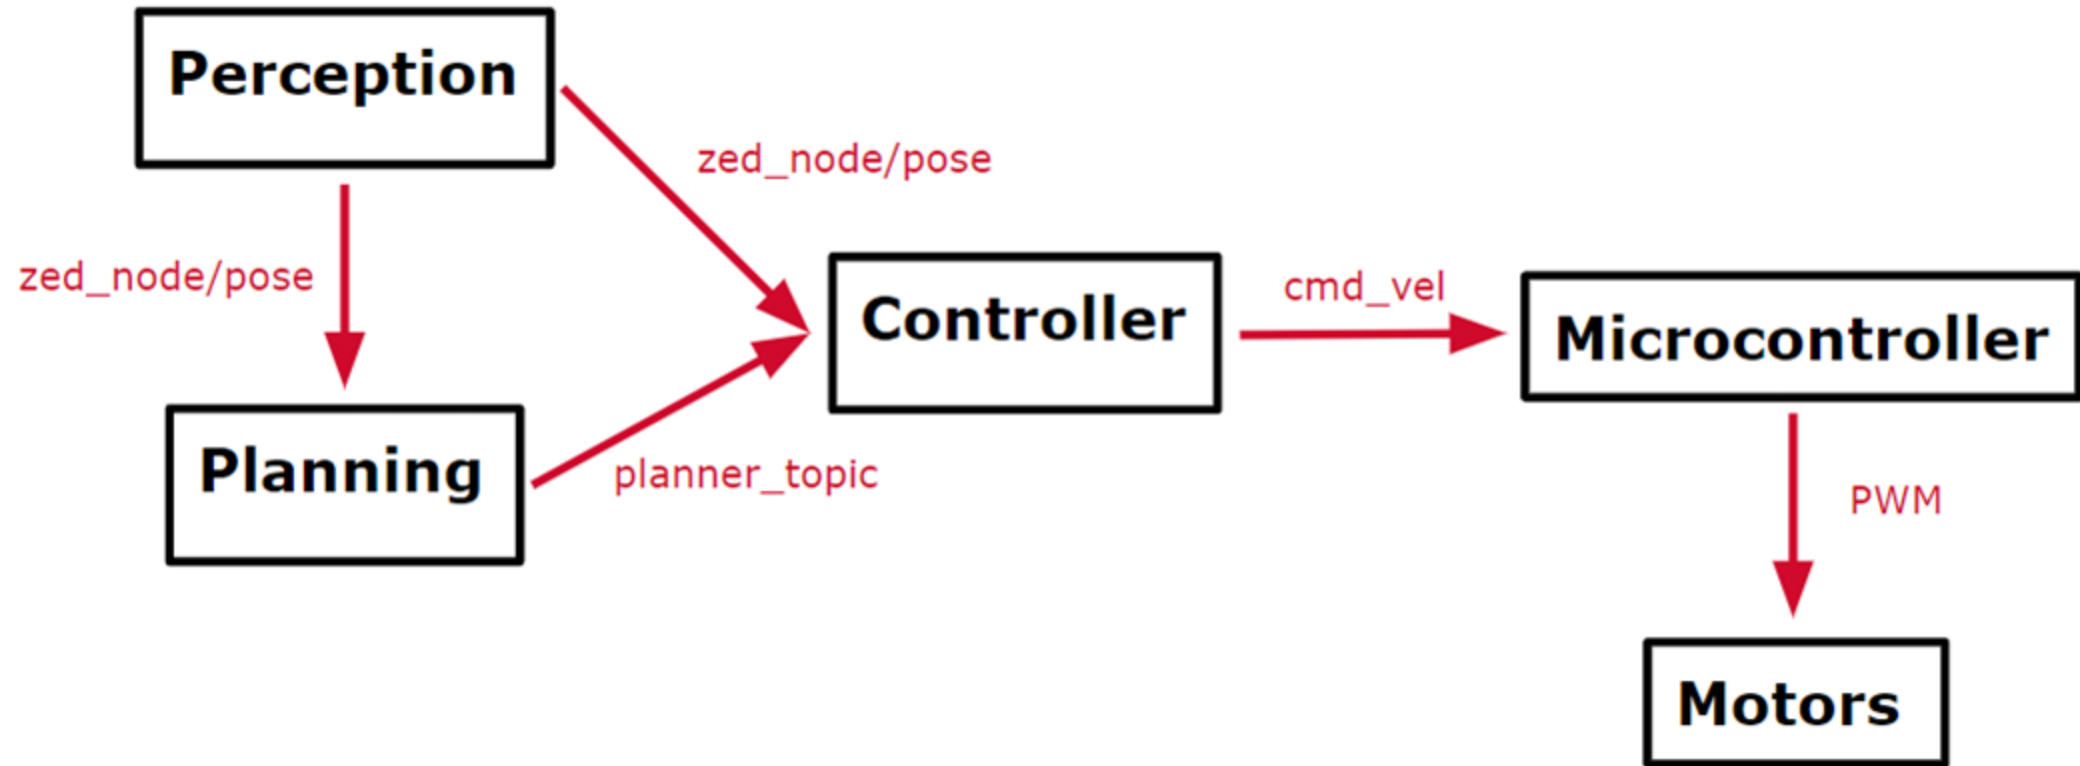 Perception
zed_node/pose
zed_node/pose
Controller
cmd_vel
Microcontroller
Planning
planner_topic
PWM
Motors